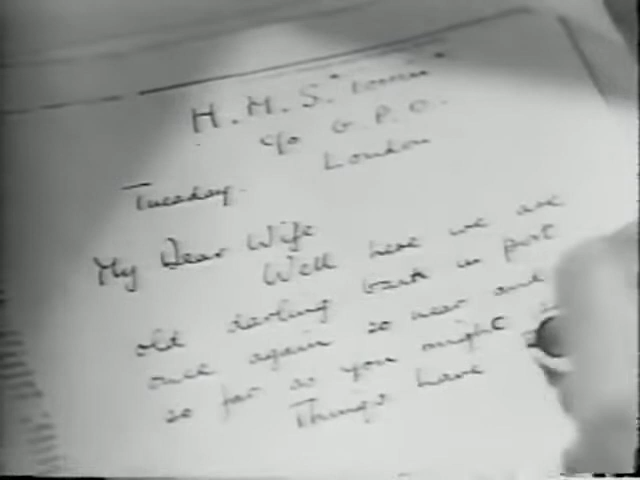 H.M.S. "Torrin"
c/o G.P.O.
London
Tuesday.
My Dear Wife
Well here we are
old darling back in port
once again so near and
so far as you might
Things have